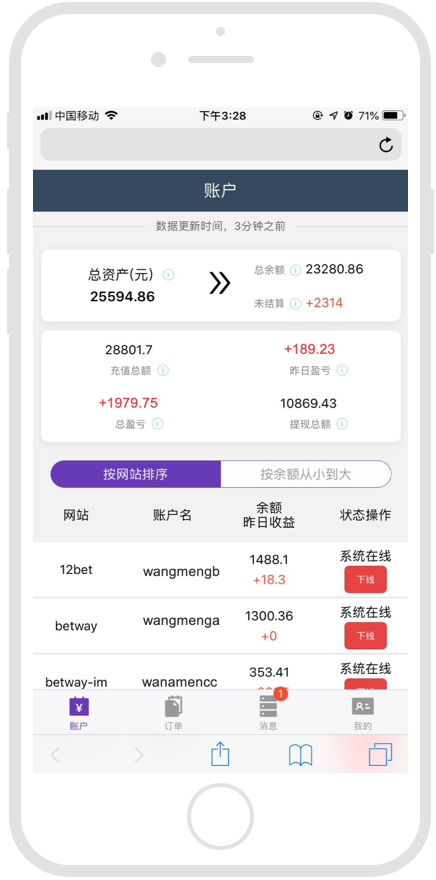 中国移动 下午3:28 71%
账户
数据更新时间，3分钟之前
总资产(元) 总余额 23280.86
25594.86 未结算 +2314
28801.7 +189.23
充值总额 昨日盈亏
+1979.75 10869.43
总盈亏 提现总额
按网站排序 按余额从小到大
网站 账户名 余额 状态操作
昨日收益
12bet wangmengb 1488.1 系统在线
+18.3 下线
betway wangmenga 1300.36 系统在线
+0 下线
betway-im wanamencc 353.41 系统在线
1
¥
账户 订单 消息 我的